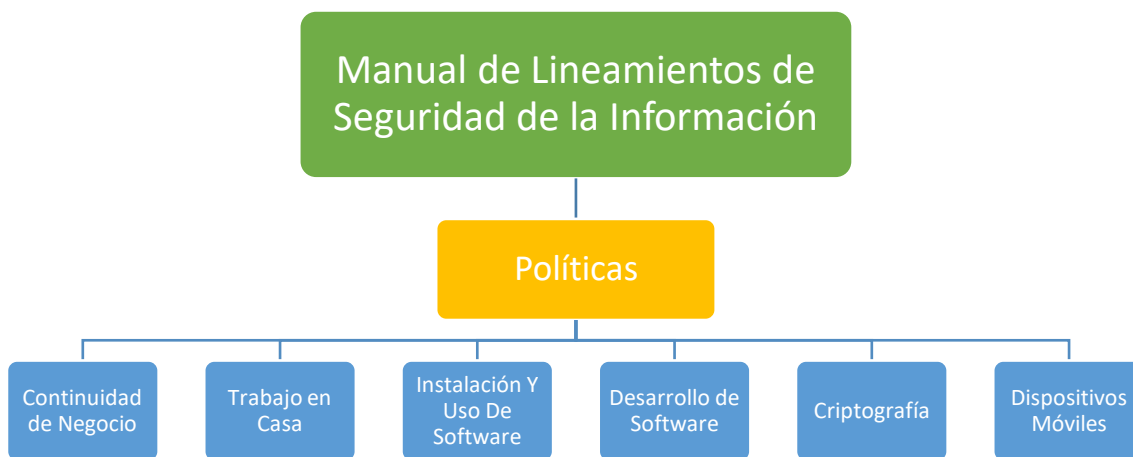 Manual de Lineamientos de
Seguridad de la Información
Políticas
Continuidad
de Negocio
Trabajo en
Casa
Instalación Y
Uso De
Software
Desarrollo de
Software
Criptografía
Dispositivos
Móviles